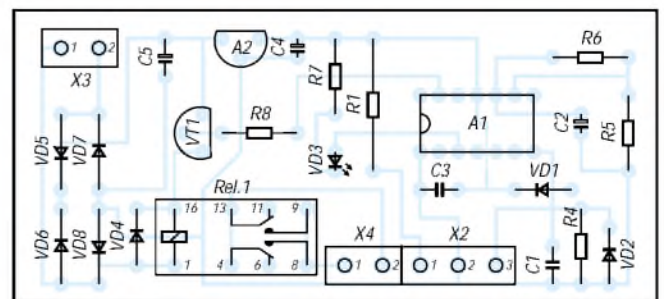 1 2
X3
C5
A2
C4
R7
R1
R6
A1
C2
R5
VT1
R8
VD5
VD7
VD3
C3
VD1
Rel.1
16 13 11 9
1 4 6 8
VD6
VD8
VD4
X4
1 2
X2
1 2 3
C1
R4
VD2